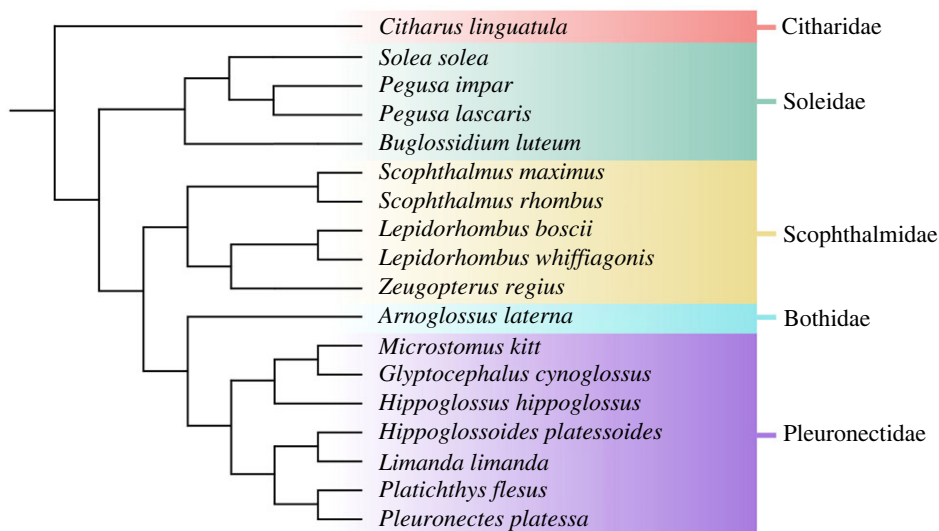 Citharus linguatula
Citharidae
Solea solea
Pegusa impar
Soleidae
Pegusa lascaris
Buglossidium luteum
Scophthalmus maximus
Scophthalmus rhombus
Lepidorhombus boscii
Scophthalmidae
Lepidorhombus whiffiagonis
Zeugopterus regius
Arnoglossus laterna
Bothidae
Microstomus kitt
Glyptocephalus cynoglossus
Hippoglossus hippoglossus
Hippoglossoides platessoides
Pleuronectidae
Limanda limanda
Platichthys flesus
Pleuronectes platessa